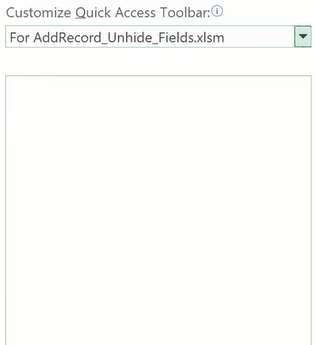 Customize Quick Access Toolbar:
For AddRecord_Unhide_Fields.xlsm